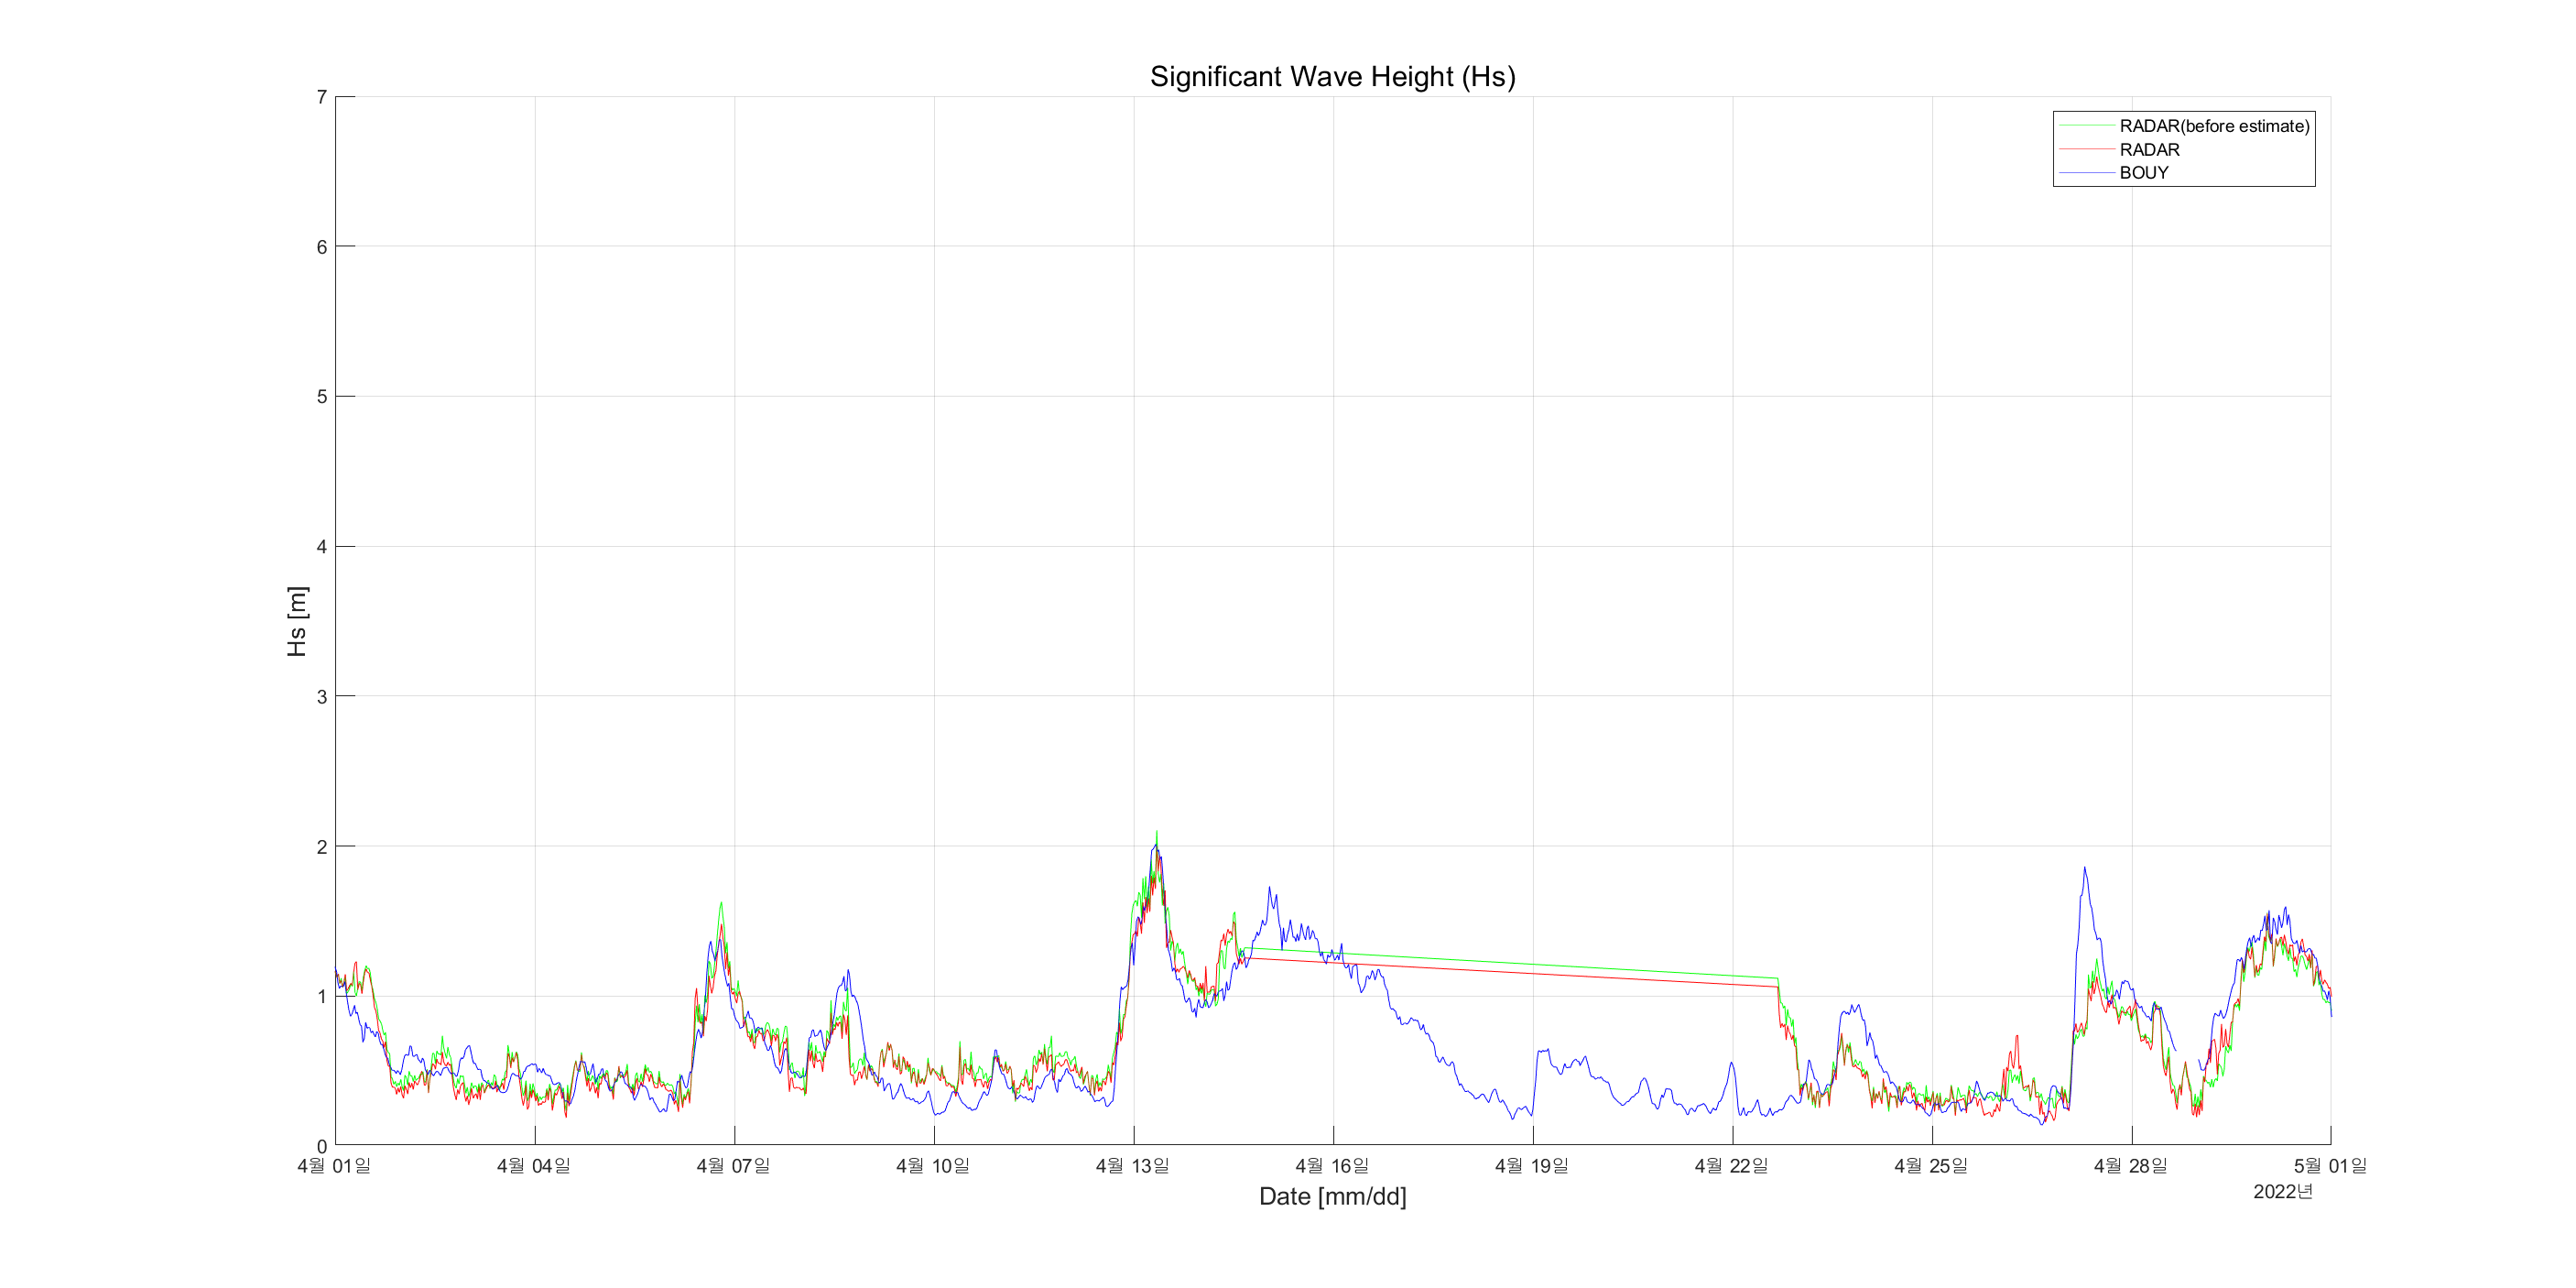 Significant Wave Height (Hs)
7
6
5
4
3
2
1
0
Hs [m]
RADAR(before estimate)
RADAR
BOUY
4월 01일
4월 04일
4월 07일
4월 10일
4월 13일
4월 16일
4월 19일
4월 22일
4월 25일
4월 28일
5월 01일
2022년
Date [mm/dd]